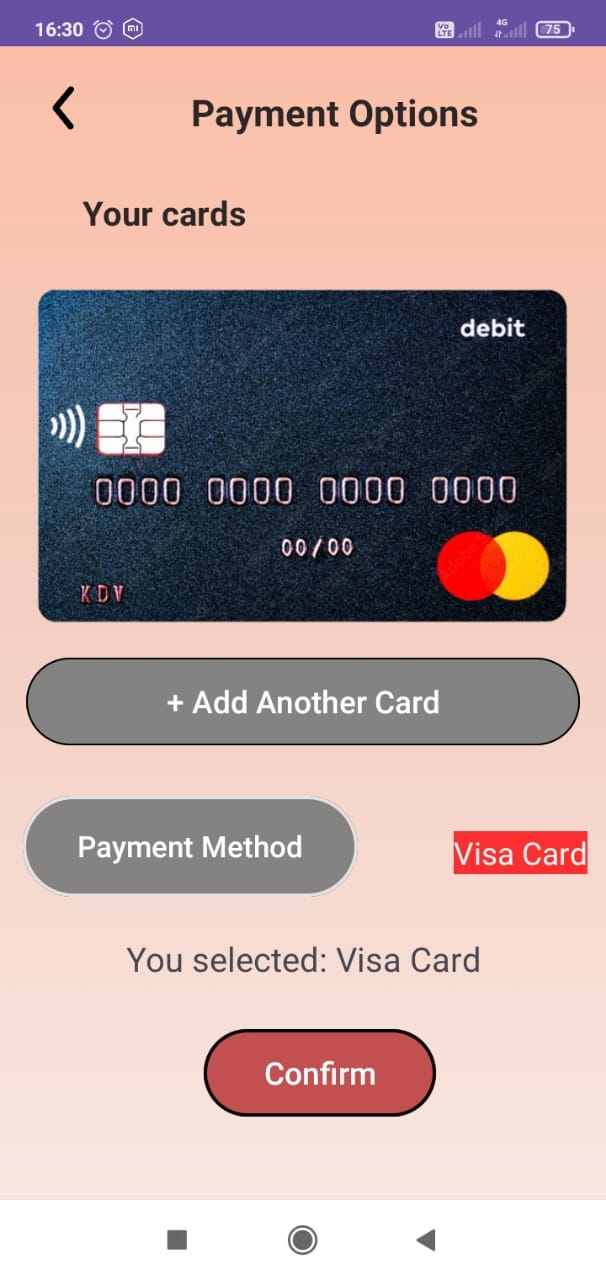 16:30
VO LTE
4G
75
Payment Options
Your cards
debit
0000 0000 0000 0000
00/00
KDV
+ Add Another Card
Payment Method
Visa Card
You selected: Visa Card
Confirm